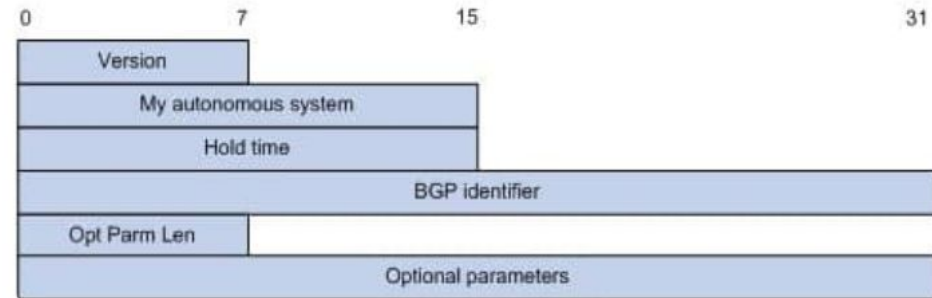 0 7 15 31
Version
My autonomous system
Hold time
BGP identifier
Opt Parm Len
Optional parameters